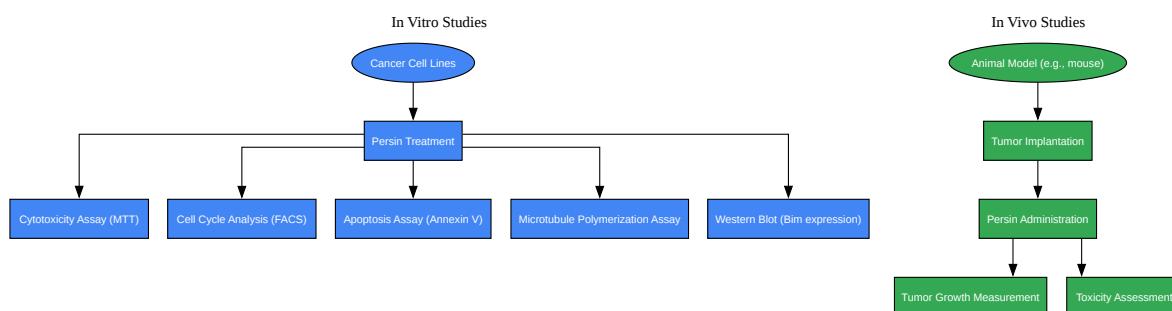 In Vitro Studies
Cancer Cell Lines
Persin Treatment
Cytotoxicity Assay (MTT)
Cell Cycle Analysis (FACS)
Apoptosis Assay (Annexin V)
Microtubule Polymerization Assay
Western Blot (Bim expression)
In Vivo Studies
Animal Model (e.g., mouse)
Tumor Implantation
Persin Administration
Tumor Growth Measurement
Toxicity Assessment